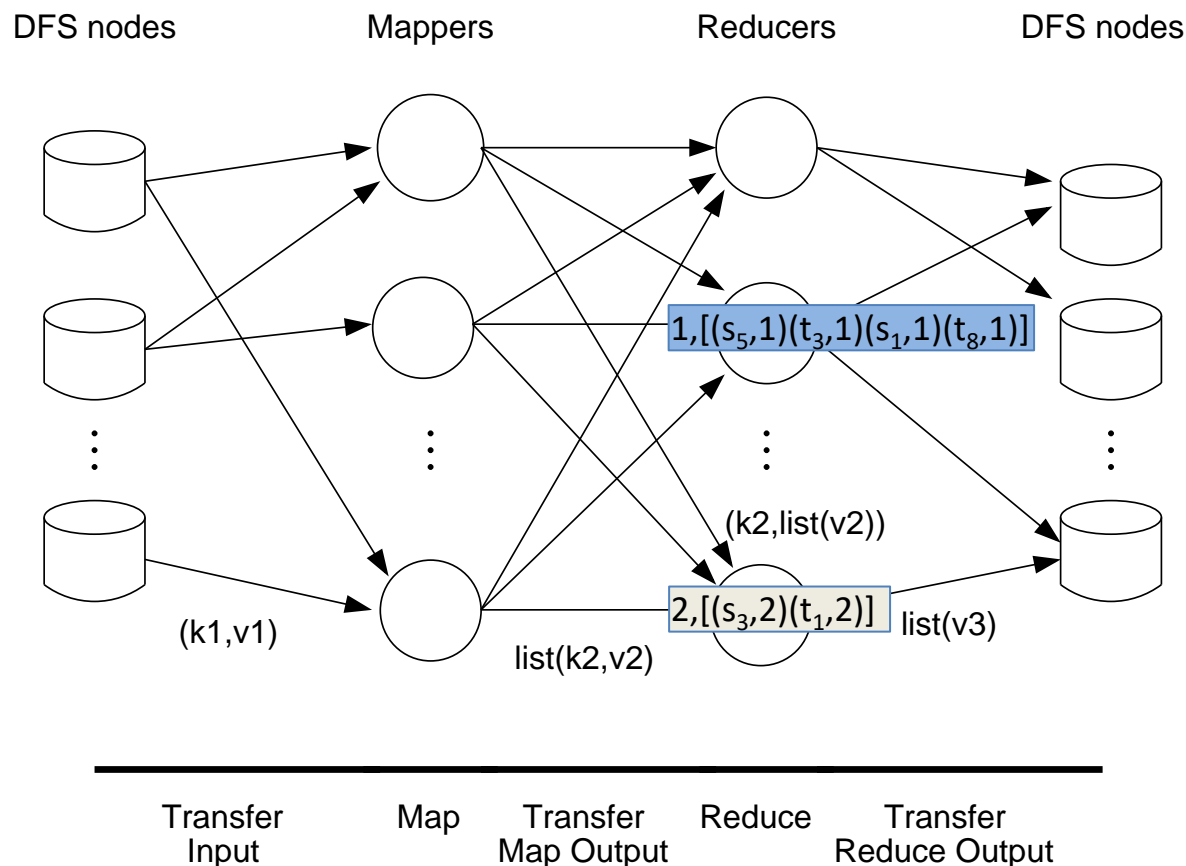 DFS nodes Mappers Reducers DFS nodes
1,[(s₅,1)(t₃,1)(s₁,1)(t₈,1)]
(k2,list(v2))
2,[(s₃,2)(t₁,2)]
(k1,v1) list(k2,v2) list(v3)
Transfer Map Transfer Reduce Transfer
Input Map Output Reduce Output